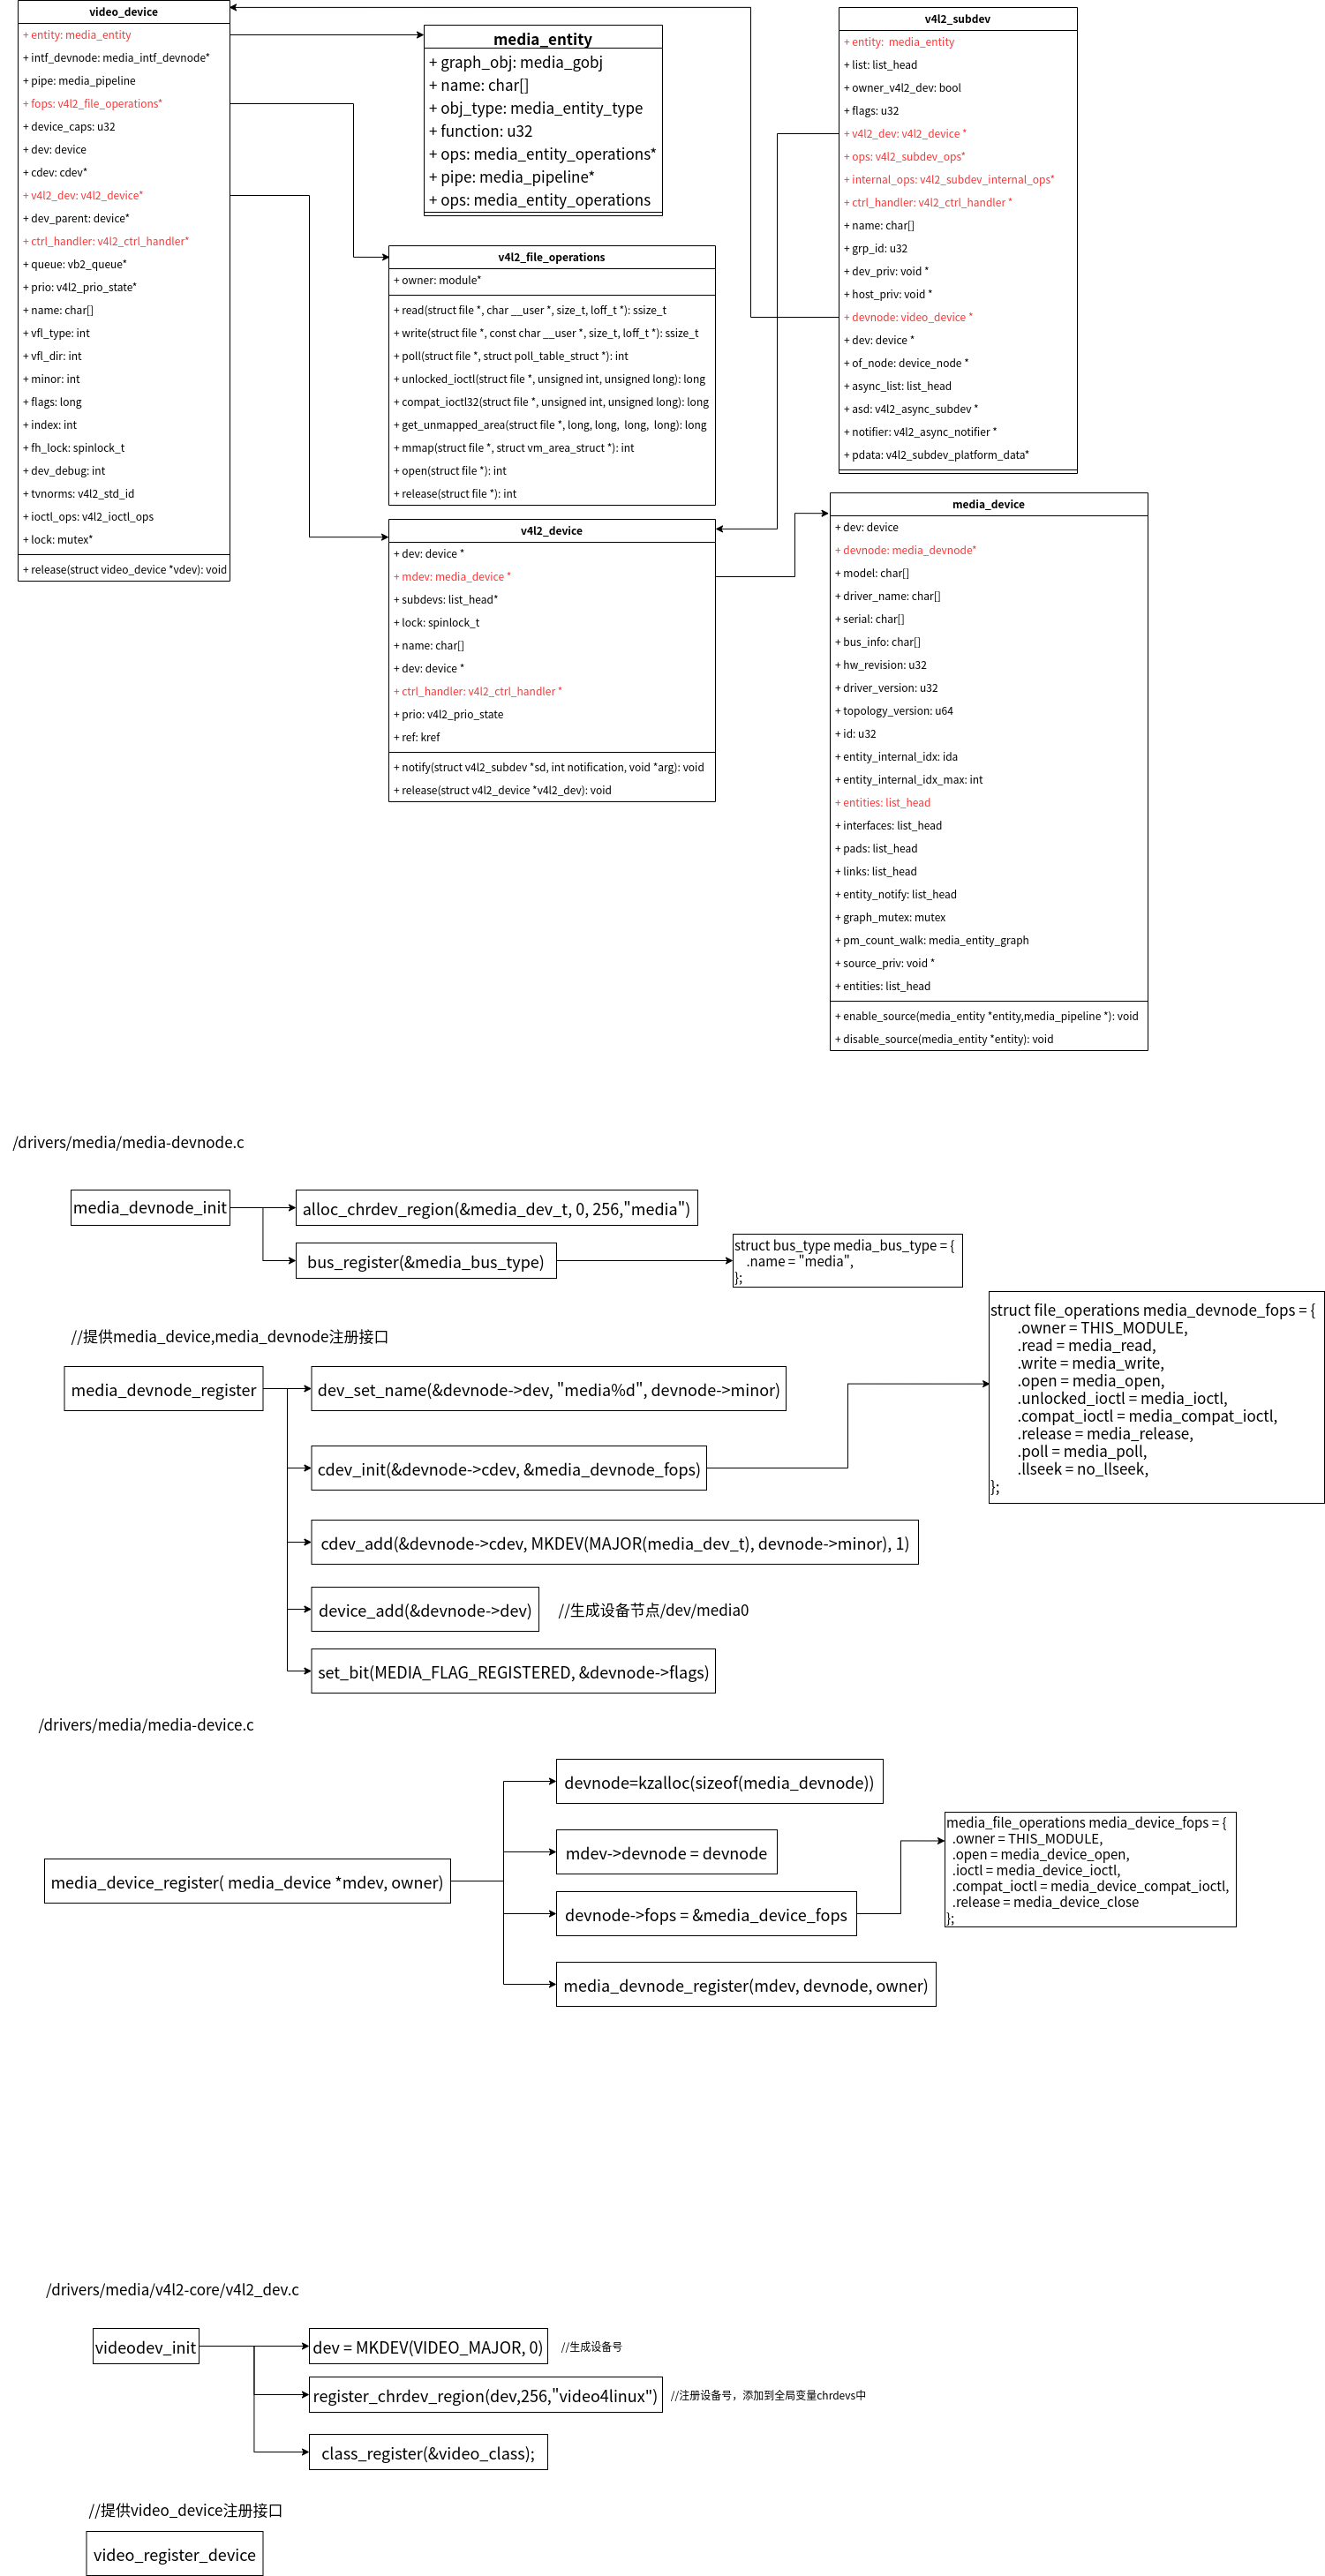 video_device
+ entity: media_entity
+ intf_devnode: media_intf_devnode*
+ pipe: media_pipeline
+ fops: v4l2_file_operations*
+ device_caps: u32
+ dev: device
+ cdev: cdev*
+ v4l2_dev: v4l2_device*
+ dev_parent: device*
+ ctrl_handler: v4l2_ctrl_handler*
+ queue: vb2_queue*
+ prio: v4l2_prio_state*
+ name: char[]
+ vfl_type: int
+ vfl_dir: int
+ minor: int
+ flags: long
+ index: int
+ fh_lock: spinlock_t
+ dev_debug: int
+ tvnorms: v4l2_std_id
+ ioctl_ops: v4l2_ioctl_ops
+ lock: mutex*
+ release(struct video_device *vdev): void
media_entity
+ graph_obj: media_gobj
+ name: char[]
+ obj_type: media_entity_type
+ function: u32
+ ops: media_entity_operations*
+ pipe: media_pipeline*
+ ops: media_entity_operations
v4l2_file_operations
+ owner: module*
+ read(struct file *, char __user *, size_t, loff_t *): ssize_t
+ write(struct file *, const char __user *, size_t, loff_t *): ssize_t
+ poll(struct file *, struct poll_table_struct *): int
+ unlocked_ioctl(struct file *, unsigned int, unsigned long): long
+ compat_ioctl32(struct file *, unsigned int, unsigned long): long
+ get_unmapped_area(struct file *, long, long, long, long): long
+ mmap(struct file *, struct vm_area_struct *): int
+ open(struct file *): int
+ release(struct file *): int
v4l2_device
+ dev: device *
+ mdev: media_device *
+ subdevs: list_head*
+ lock: spinlock_t
+ name: char[]
+ dev: device *
+ ctrl_handler: v4l2_ctrl_handler *
+ prio: v4l2_prio_state
+ ref: kref
+ notify(struct v4l2_subdev *sd, int notification, void *arg): void
+ release(struct v4l2_device *v4l2_dev): void
v4l2_subdev
+ entity: media_entity
+ list: list_head
+ owner_v4l2_dev: bool
+ flags: u32
+ v4l2_dev: v4l2_device *
+ ops: v4l2_subdev_ops*
+ internal_ops: v4l2_subdev_internal_ops*
+ ctrl_handler: v4l2_ctrl_handler *
+ name: char[]
+ grp_id: u32
+ dev_priv: void *
+ host_priv: void *
+ devnode: video_device *
+ dev: device *
+ of_node: device_node *
+ async_list: list_head
+ asd: v4l2_async_subdev *
+ notifier: v4l2_async_notifier *
+ pdata: v4l2_subdev_platform_data*
media_device
+ dev: device
+ devnode: media_devnode*
+ model: char[]
+ driver_name: char[]
+ serial: char[]
+ bus_info: char[]
+ hw_revision: u32
+ driver_version: u32
+ topology_version: u64
+ id: u32
+ entity_internal_idx: ida
+ entity_internal_idx_max: int
+ entities: list_head
+ interfaces: list_head
+ pads: list_head
+ links: list_head
+ entity_notify: list_head
+ graph_mutex: mutex
+ pm_count_walk: media_entity_graph
+ source_priv: void *
+ entities: list_head
+ enable_source(media_entity *entity,media_pipeline *): void
+ disable_source(media_entity *entity): void
/drivers/media/media-devnode.c
media_devnode_init
alloc_chrdev_region(&media_dev_t, 0, 256,"media")
bus_register(&media_bus_type)
struct bus_type media_bus_type = {
.name = "media",
};
//提供media_device,media_devnode注册接口
media_devnode_register
dev_set_name(&devnode->dev, "media%d", devnode->minor)
cdev_init(&devnode->cdev, &media_devnode_fops)
struct file_operations media_devnode_fops = {
.owner = THIS_MODULE,
.read = media_read,
.write = media_write,
.open = media_open,
.unlocked_ioctl = media_ioctl,
.compat_ioctl = media_compat_ioctl,
.release = media_release,
.poll = media_poll,
.llseek = no_llseek,
};
cdev_add(&devnode->cdev, MKDEV(MAJOR(media_dev_t), devnode->minor), 1)
device_add(&devnode->dev)
//生成设备节点/dev/media0
set_bit(MEDIA_FLAG_REGISTERED, &devnode->flags)
/drivers/media/media-device.c
media_device_register( media_device *mdev, owner)
devnode=kzalloc(sizeof(media_devnode))
mdev->devnode = devnode
devnode->fops = &media_device_fops
media_file_operations media_device_fops = {
.owner = THIS_MODULE,
.open = media_device_open,
.ioctl = media_device_ioctl,
.compat_ioctl = media_device_compat_ioctl,
.release = media_device_close
};
media_devnode_register(mdev, devnode, owner)
/drivers/media/v4l2-core/v4l2_dev.c
videodev_init
dev = MKDEV(VIDEO_MAJOR, 0)
//生成设备号
register_chrdev_region(dev,256,"video4linux")
//注册设备号，添加到全局变量chrdevs中
class_register(&video_class);
//提供video_device注册接口
video_register_device